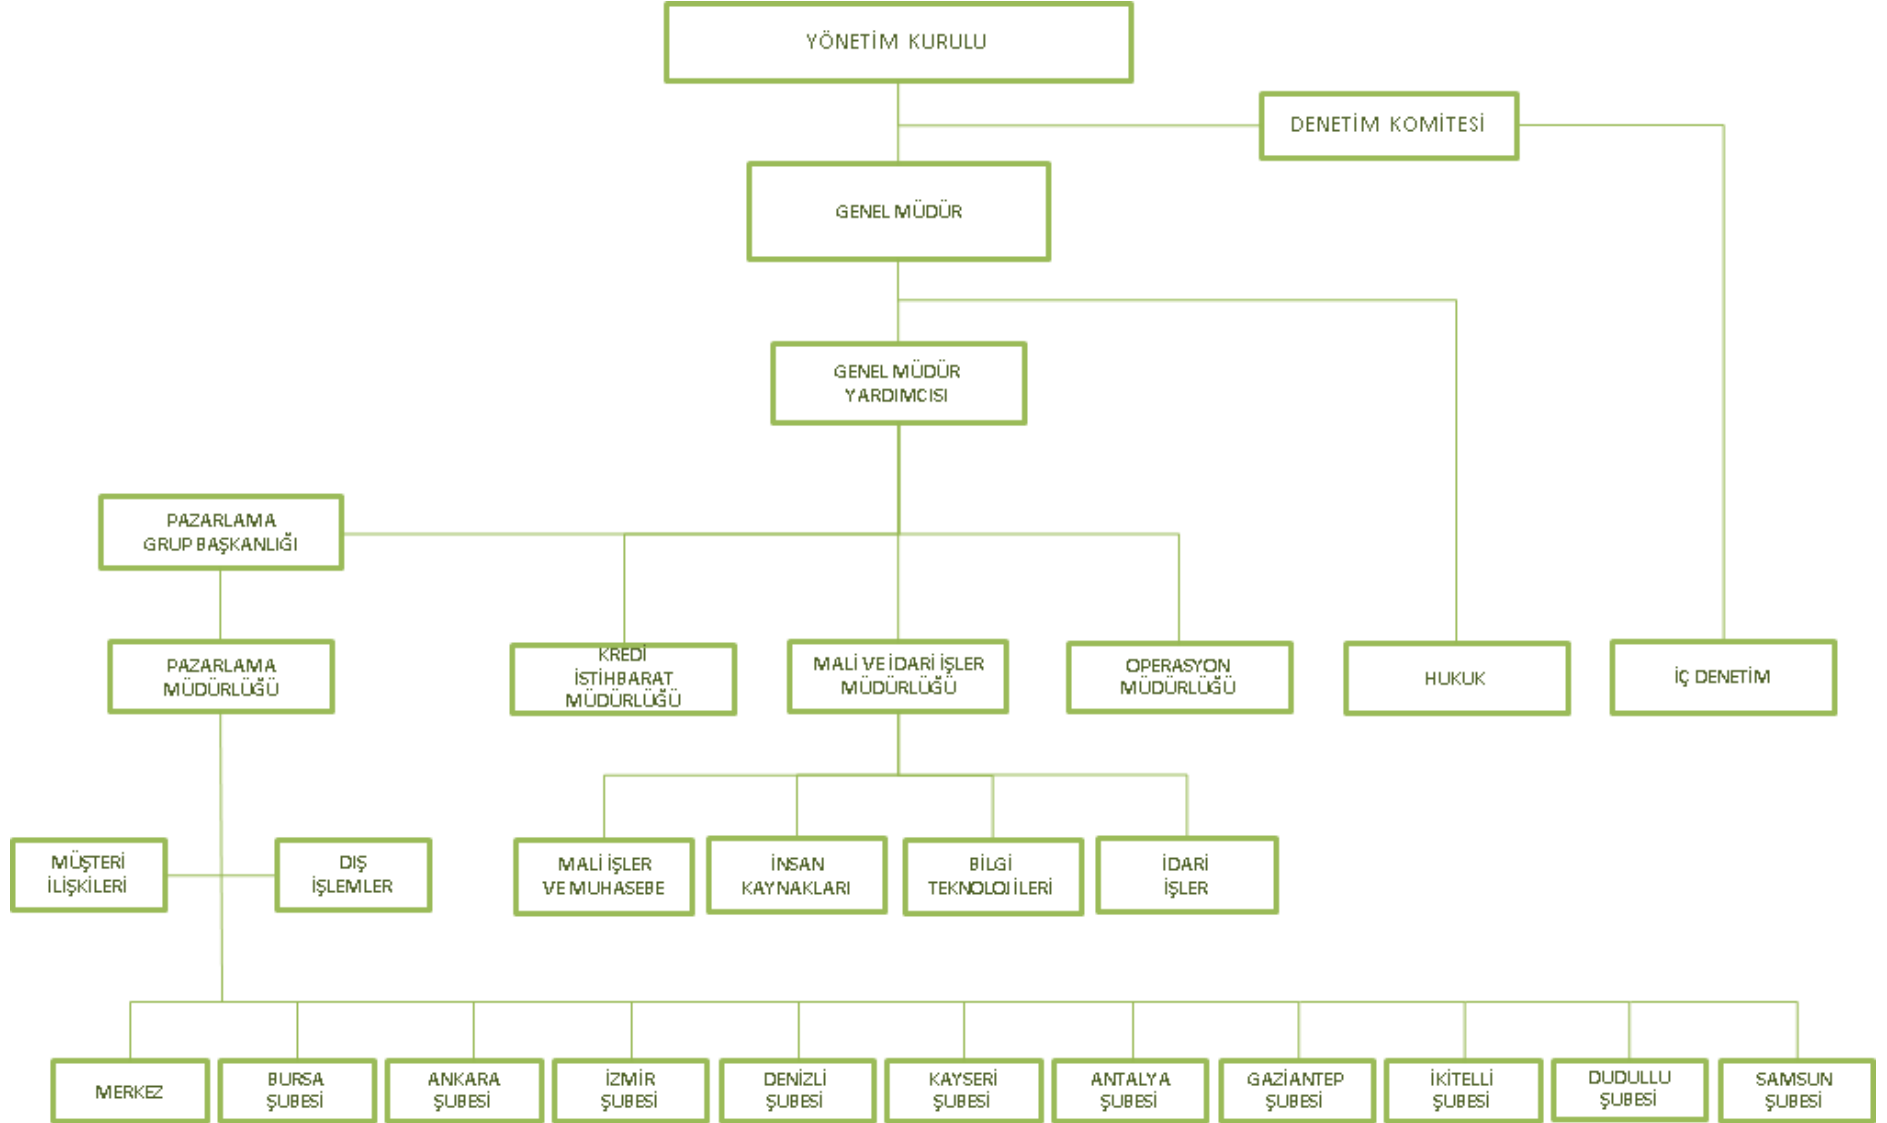 YÖNETİM KURULU
DENETİM KOMİTESİ
GENEL MÜDÜR
GENEL MÜDÜR
YARDIMCISI
PAZARLAMA
GRUP BAŞKANLIĞI
PAZARLAMA
MÜDÜRLÜĞÜ
KREDİ
İSTİHBARAT
MÜDÜRLÜĞÜ
MALİ VE İDARİ İŞLER
MÜDÜRLÜĞÜ
OPERASYON
MÜDÜRLÜĞÜ
HUKUK
İÇ DENETİM
MÜŞTERİ
İLİŞKİLERİ
DIŞ
İŞLEMLER
MALİ İŞLER
VE MUHASEBE
İNSAN
KAYNAKLARI
BİLGİ
TEKNOLOJİLERİ
İDARİ
İŞLER
MERKEZ
BURSA
ŞUBESİ
ANKARA
ŞUBESİ
İZMİR
ŞUBESİ
DENİZLİ
ŞUBESİ
KAYSERİ
ŞUBESİ
ANTALYA
ŞUBESİ
GAZİANTEP
ŞUBESİ
İKİTELLİ
ŞUBESİ
DUDULLU
ŞUBESİ
SAMSUN
ŞUBESİ